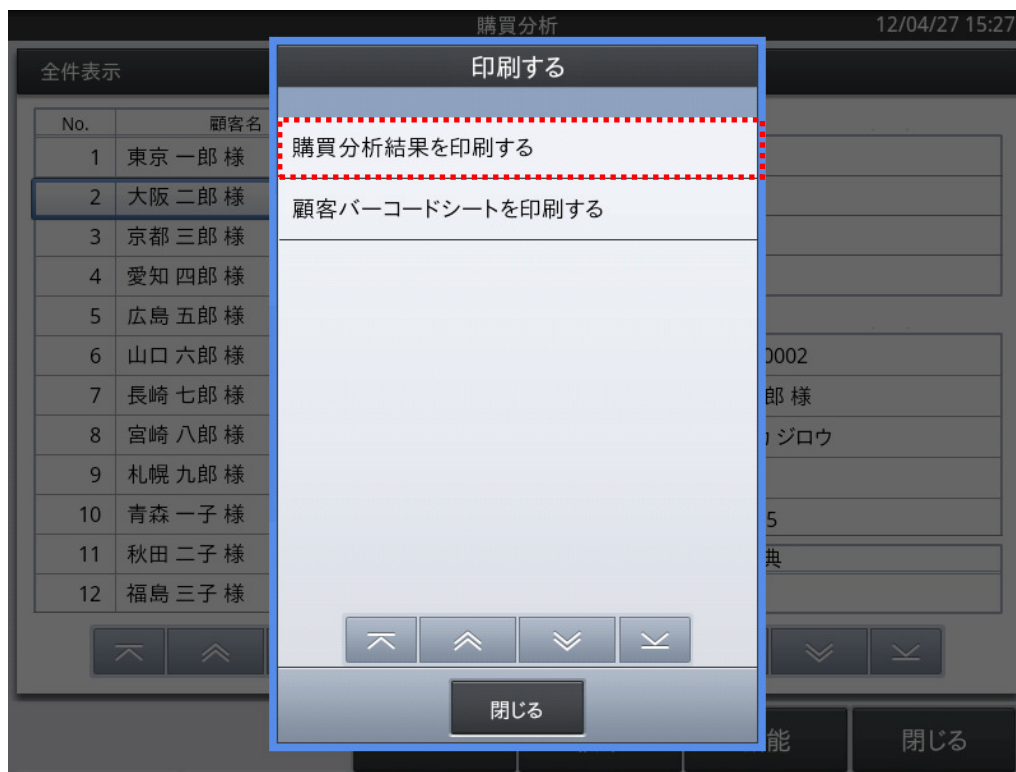 購買分析
12/04/27 15:27
全件表示
印刷する
No. 顧客名
購買分析結果を印刷する
1 東京 一郎 様
2 大阪 二郎 様
顧客バーコードシートを印刷する
3 京都 三郎 様
4 愛知 四郎 様
5 広島 五郎 様
6 山口 六郎 様
0002
7 長崎 七郎 様
郎 様
8 宮崎 八郎 様
ジロウ
9 札幌 九郎 様
10 青森 一子 様
5
11 秋田 二子 様
典
12 福島 三子 様
閉じる
能
閉じる